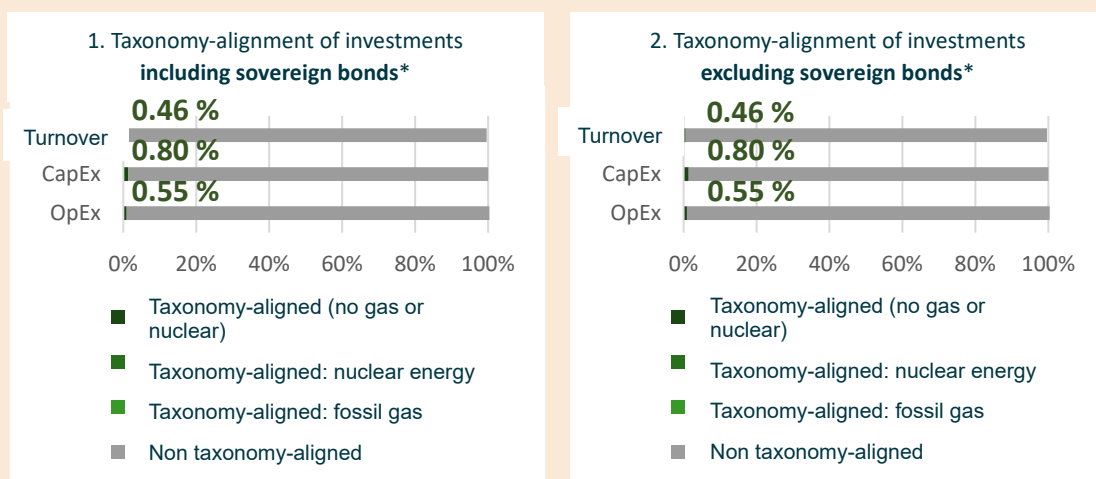 1. Taxonomy-alignment of investments
including sovereign bonds*
0.46 %
Turnover
0.80 %
CapEx
0.55 %
OpEx
0% 20% 40% 60% 80% 100%
Taxonomy-aligned (no gas or
nuclear)
Taxonomy-aligned: nuclear energy
Taxonomy-aligned: fossil gas
Non taxonomy-aligned
2. Taxonomy-alignment of investments
excluding sovereign bonds*
0.46 %
Turnover
0.80 %
CapEx
0.55 %
OpEx
0% 20% 40% 60% 80% 100%
Taxonomy-aligned (no gas or
nuclear)
Taxonomy-aligned: nuclear energy
Taxonomy-aligned: fossil gas
Non taxonomy-aligned